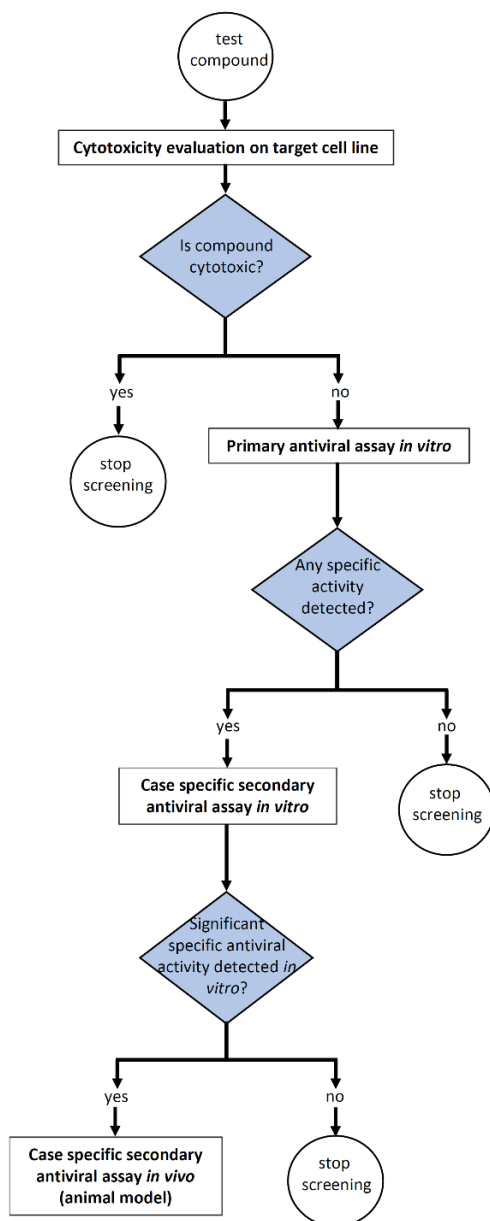 test
compound
Cytotoxicity evaluation on target cell line
Is compound
cytotoxic?
yes
no
stop
screening
Primary antiviral assay in vitro
Any specific
activity
detected?
yes
no
Case specific secondary
antiviral assay in vitro
stop
screening
Significant
specific antiviral
activity detected in
vitro?
yes
no
Case specific secondary
antiviral assay in vivo
(animal model)
stop
screening